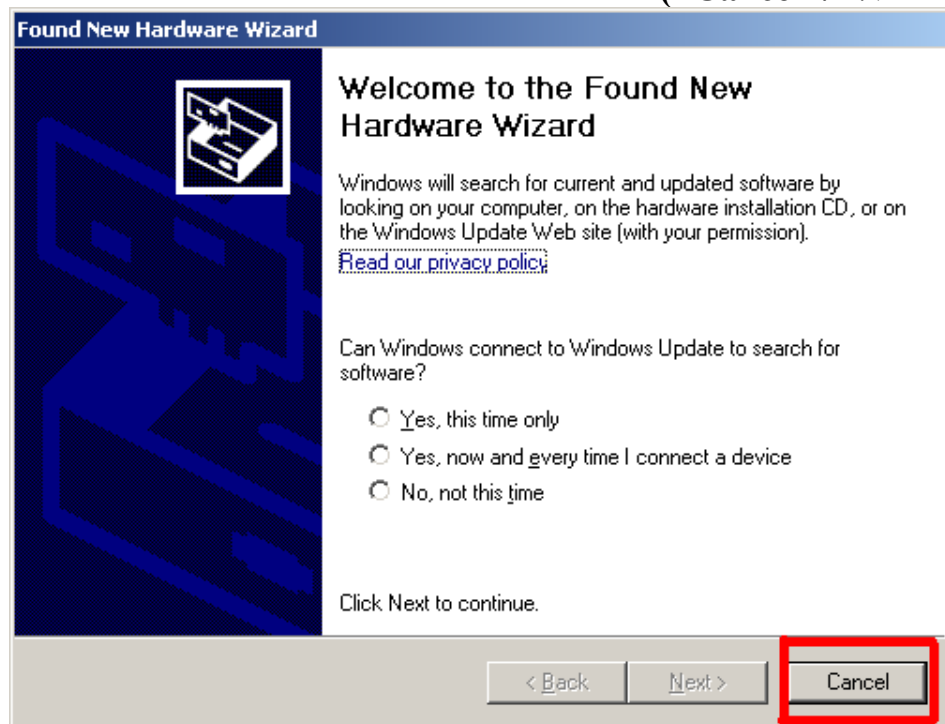 Found New Hardware Wizard
Welcome to the Found New
Hardware Wizard
Windows will search for current and updated software by
looking on your computer, on the hardware installation CD, or on
the Windows Update Web site (with your permission).
Read our privacy policy
Can Windows connect to Windows Update to search for
software?
Yes, this time only
Yes, now and every time I connect a device
No, not this time
Click Next to continue.
< Back
Next >
Cancel